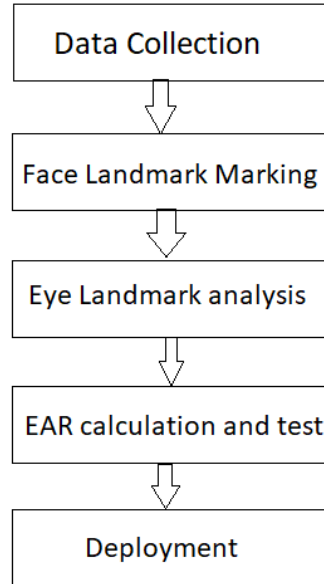 Data Collection
Face Landmark Marking
Eye Landmark analysis
EAR calculation and test
Deployment